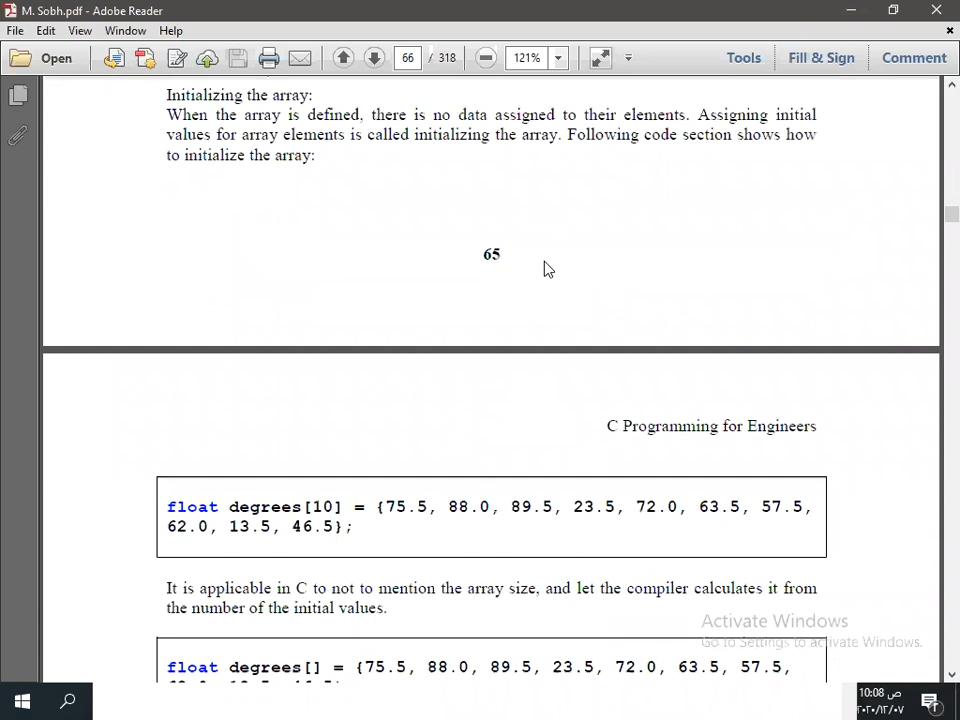 M. Sobh.pdf - Adobe Reader
File Edit View Window Help
Open 66 / 318 121% Tools Fill & Sign Comment
Initializing the array:
When the array is defined, there is no data assigned to their elements. Assigning initial
values for array elements is called initializing the array. Following code section shows how
to initialize the array:
65
C Programming for Engineers
float degrees[10] = {75.5, 88.0, 89.5, 23.5, 72.0, 63.5, 57.5,
62.0, 13.5, 46.5};
It is applicable in C to not to mention the array size, and let the compiler calculates it from
the number of the initial values.
float degrees[] = {75.5, 88.0, 89.5, 23.5, 72.0, 63.5, 57.5,
Activate Windows
Go to Settings to activate Windows.
10:08 ص
٢٠٢٠/١٢/٠٧